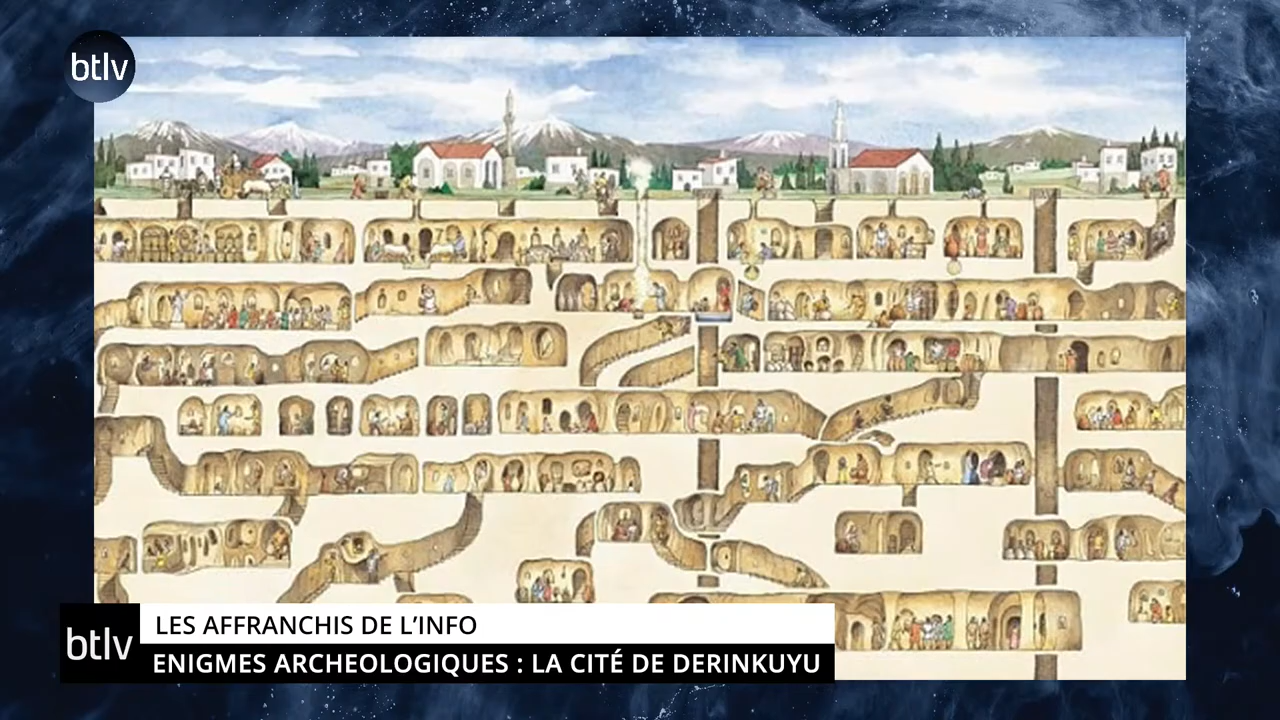 btlv
btlv
LES AFFRANCHIS DE L’INFO
ENIGMES ARCHEOLOGIQUES : LA CITÉ DE DERINKUYU